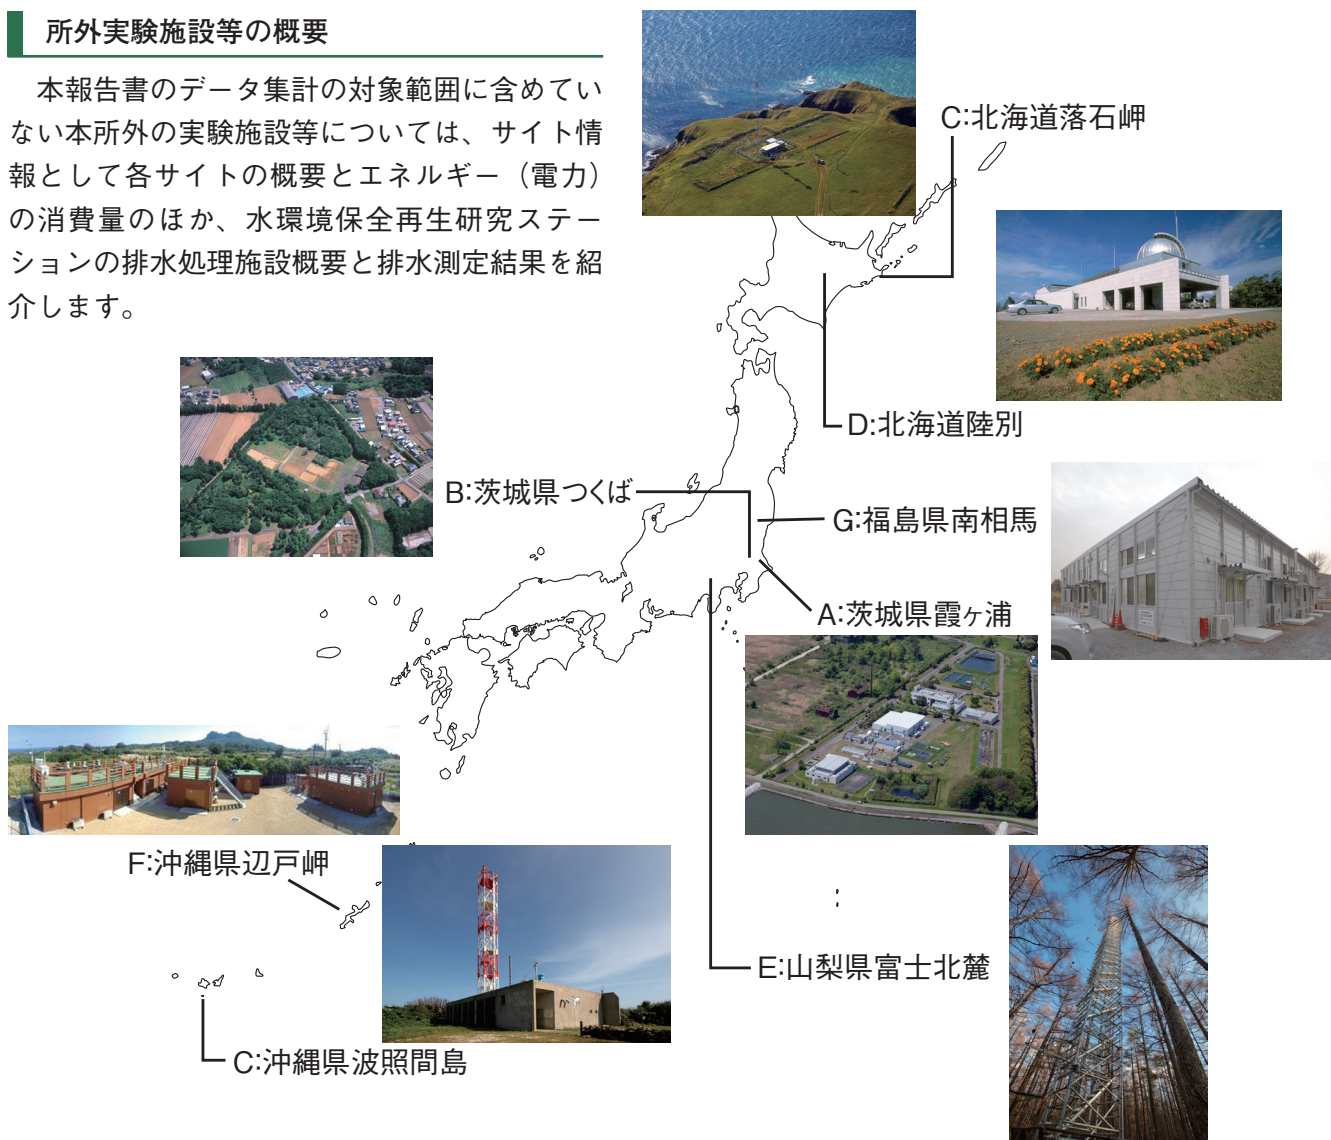 所外実験施設等の概要
本報告書のデータ集計の対象範囲に含めてい
ない本所外の実験施設等については、サイト情
報として各サイトの概要とエネルギー（電力）
の消費量のほか、水環境保全再生研究ステー
ションの排水処理施設概要と排水測定結果を紹
介します。
C:北海道落石岬
D:北海道陸別
B:茨城県つくば
G:福島県南相馬
A:茨城県霞ヶ浦
F:沖縄県辺戸岬
E:山梨県富士北麓
C:沖縄県波照間島